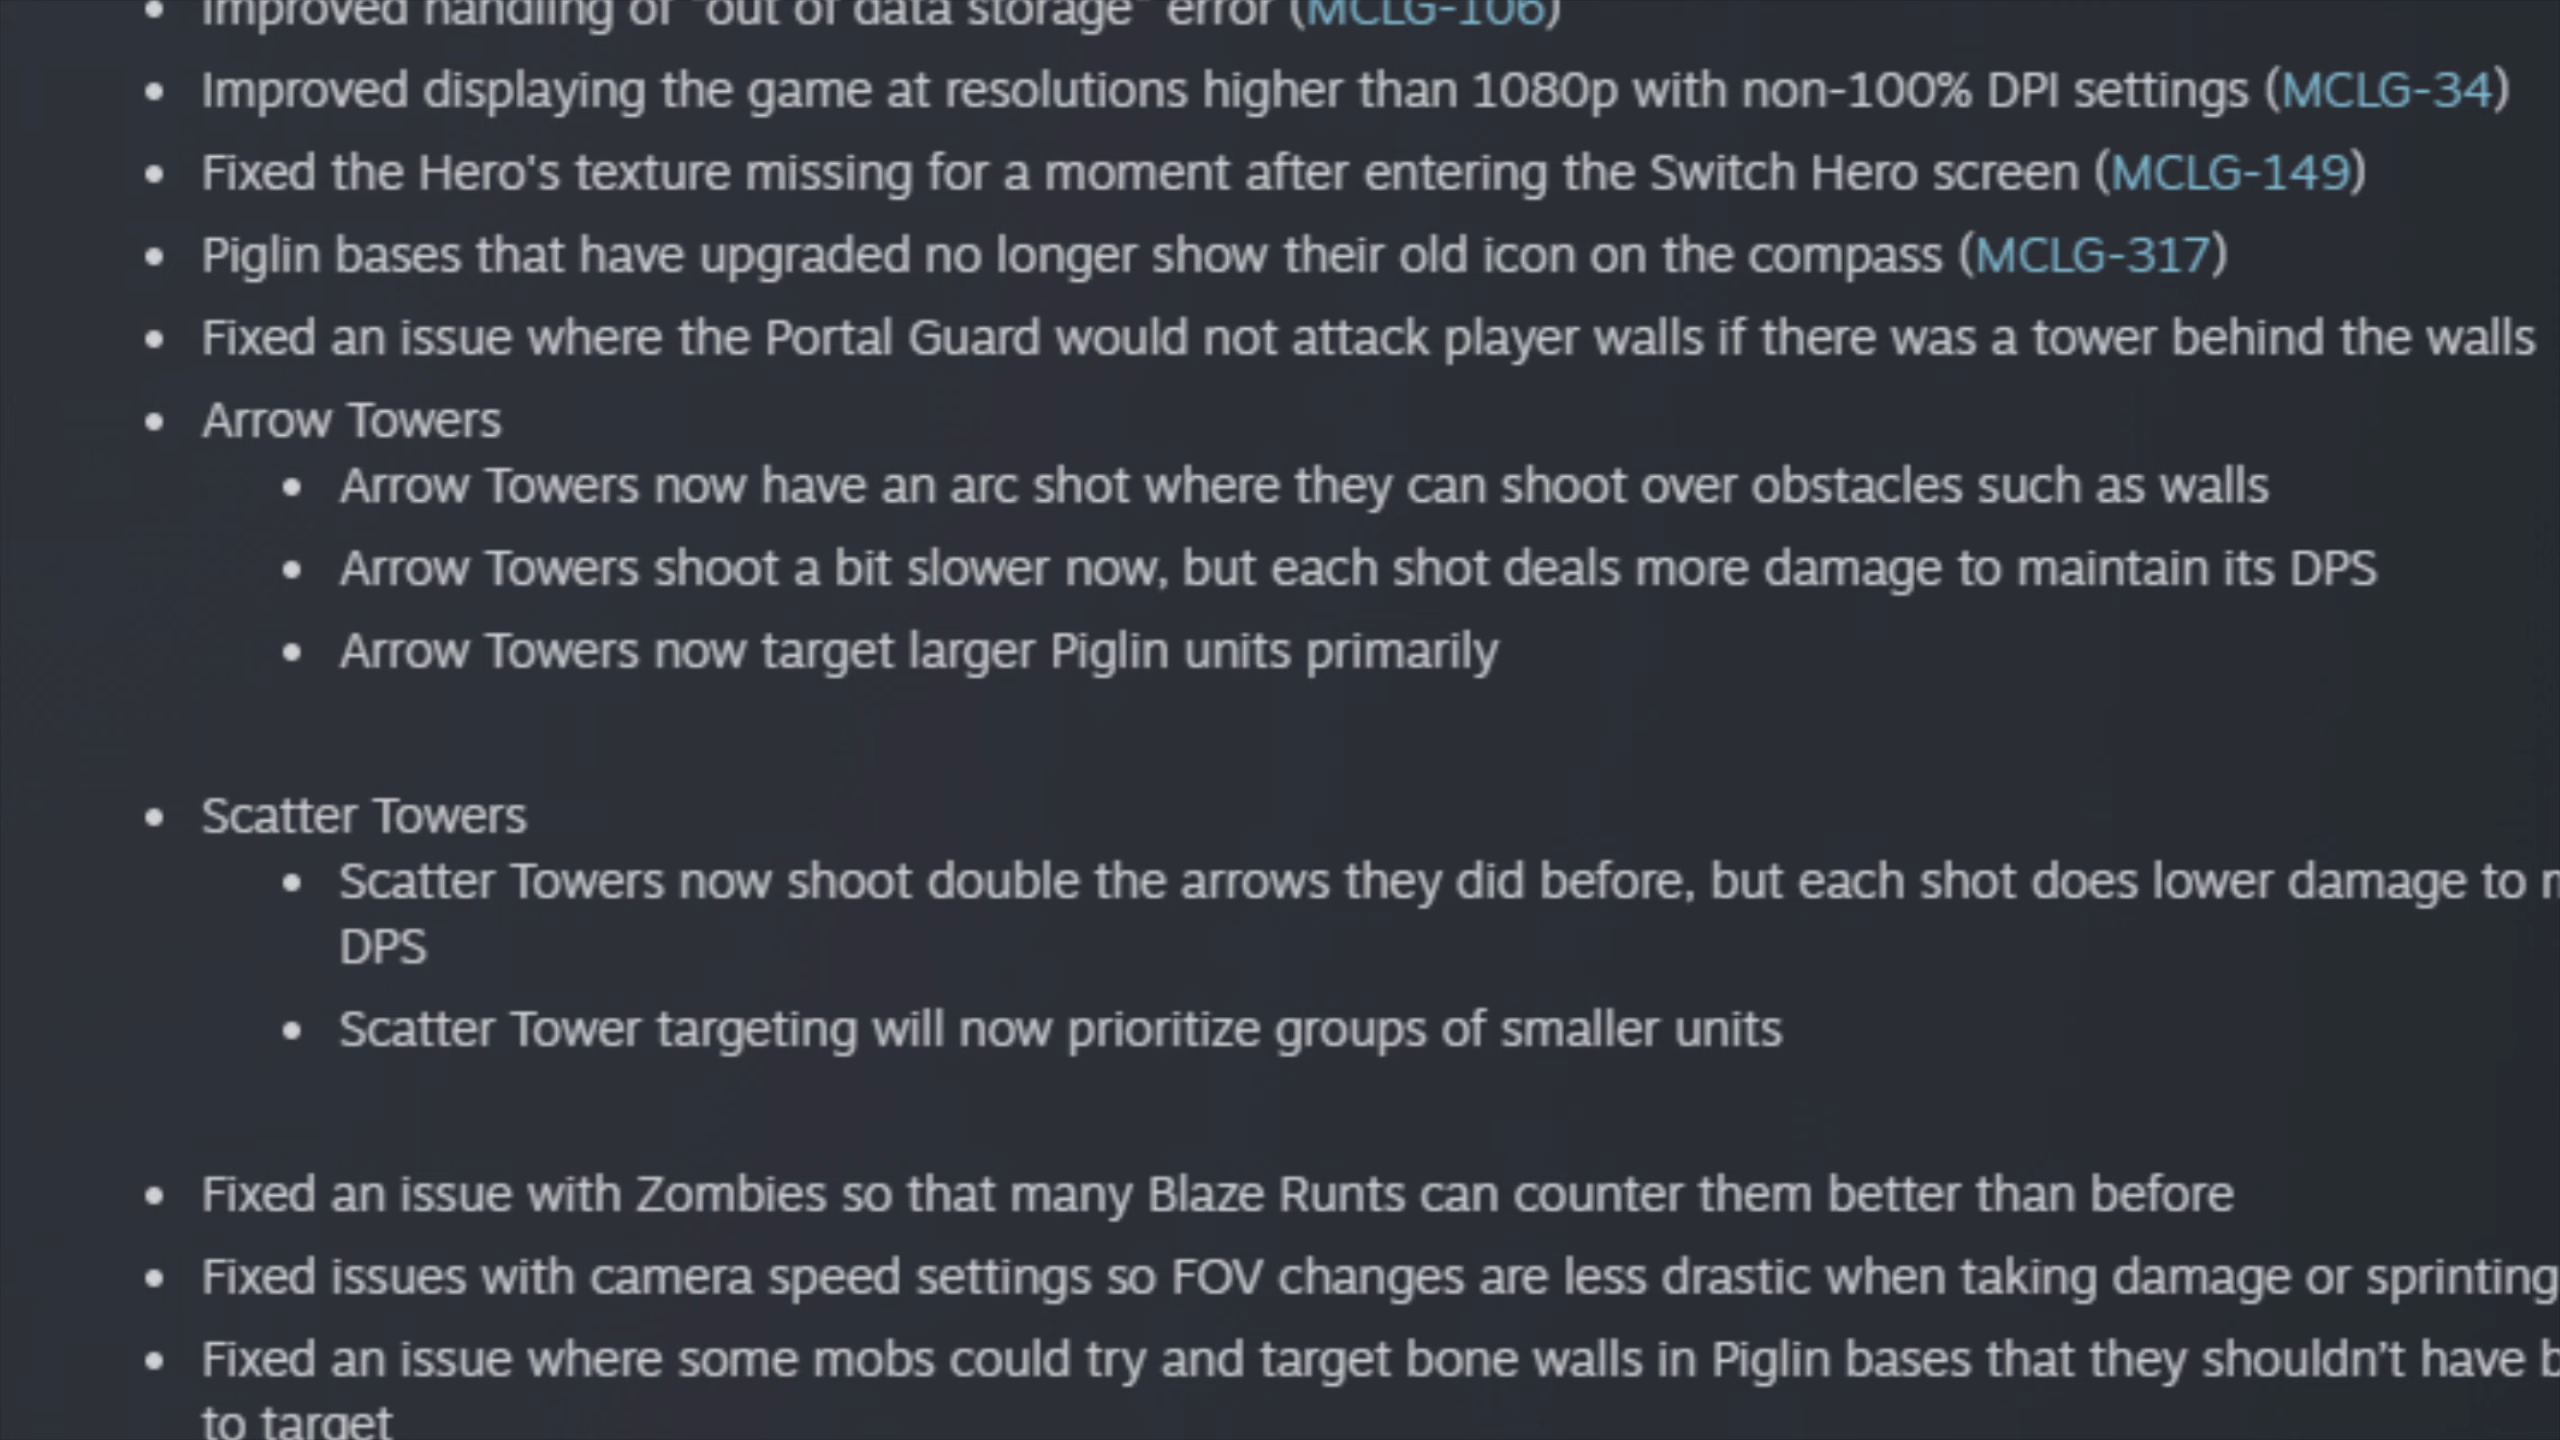 • Improved handling of "out of data storage" error (MCLG-106)
• Improved displaying the game at resolutions higher than 1080p with non-100% DPI settings (MCLG-34)
• Fixed the Hero's texture missing for a moment after entering the Switch Hero screen (MCLG-149)
• Piglin bases that have upgraded no longer show their old icon on the compass (MCLG-317)
• Fixed an issue where the Portal Guard would not attack player walls if there was a tower behind the walls
• Arrow Towers
• Arrow Towers now have an arc shot where they can shoot over obstacles such as walls
• Arrow Towers shoot a bit slower now, but each shot deals more damage to maintain its DPS
• Arrow Towers now target larger Piglin units primarily
• Scatter Towers
• Scatter Towers now shoot double the arrows they did before, but each shot does lower damage to
DPS
• Scatter Tower targeting will now prioritize groups of smaller units
• Fixed an issue with Zombies so that many Blaze Runts can counter them better than before
• Fixed issues with camera speed settings so FOV changes are less drastic when taking damage or sprinting
• Fixed an issue where some mobs could try and target bone walls in Piglin bases that they shouldn't have
to target